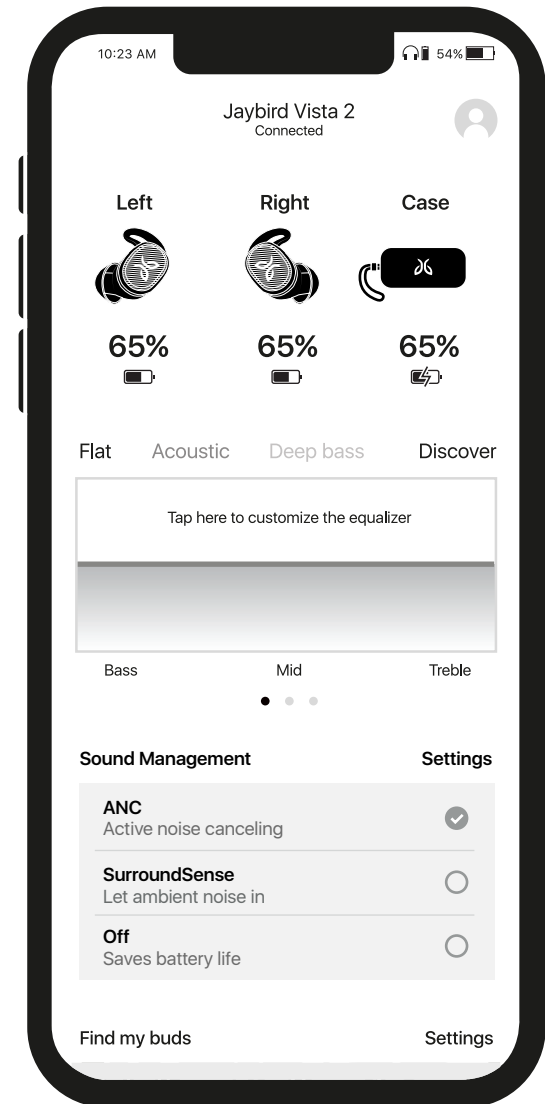 10:23 AM 54%
Jaybird Vista 2
Connected
Left Right Case
65% 65% 65%
Flat Acoustic Deep bass Discover
Tap here to customize the equalizer
Bass Mid Treble
Sound Management Settings
ANC
Active noise canceling
SurroundSense
Let ambient noise in
Off
Saves battery life
Find my buds Settings